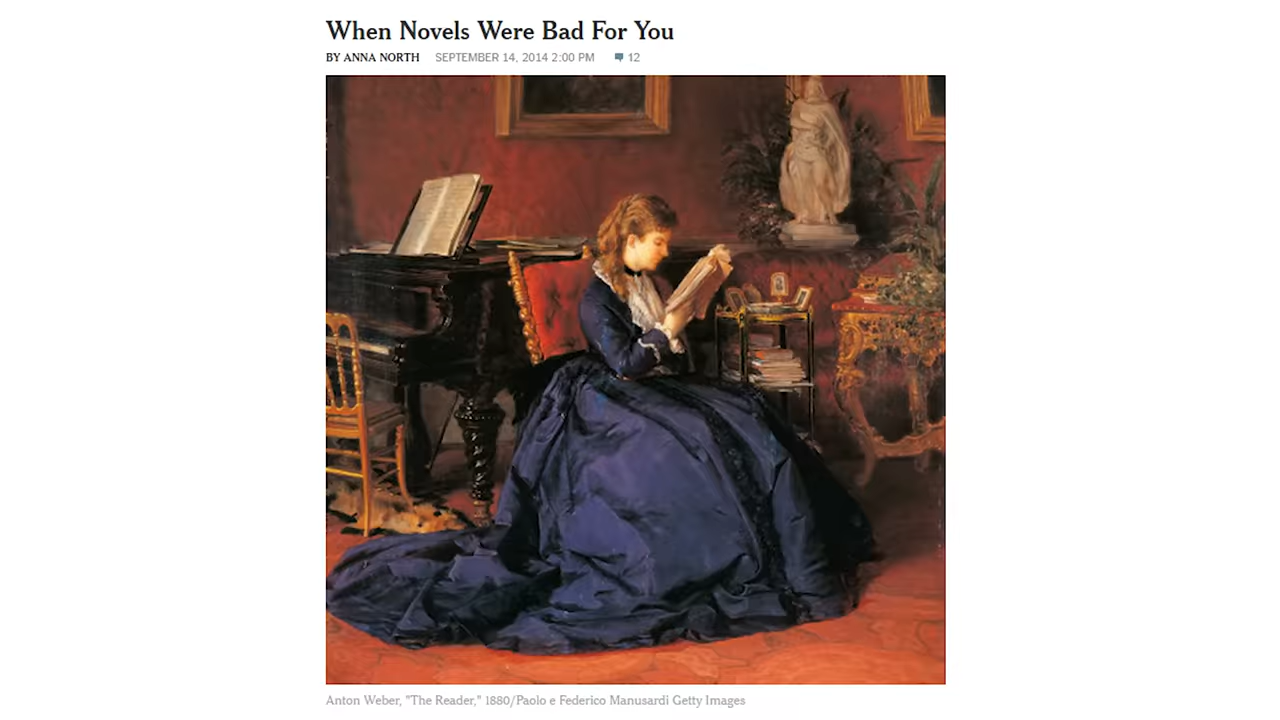 When Novels Were Bad For You
BY ANNA NORTH SEPTEMBER 14, 2014 2:00 PM 12
Anton Weber, "The Reader," 1880/Paolo e Federico Manusardi Getty Images